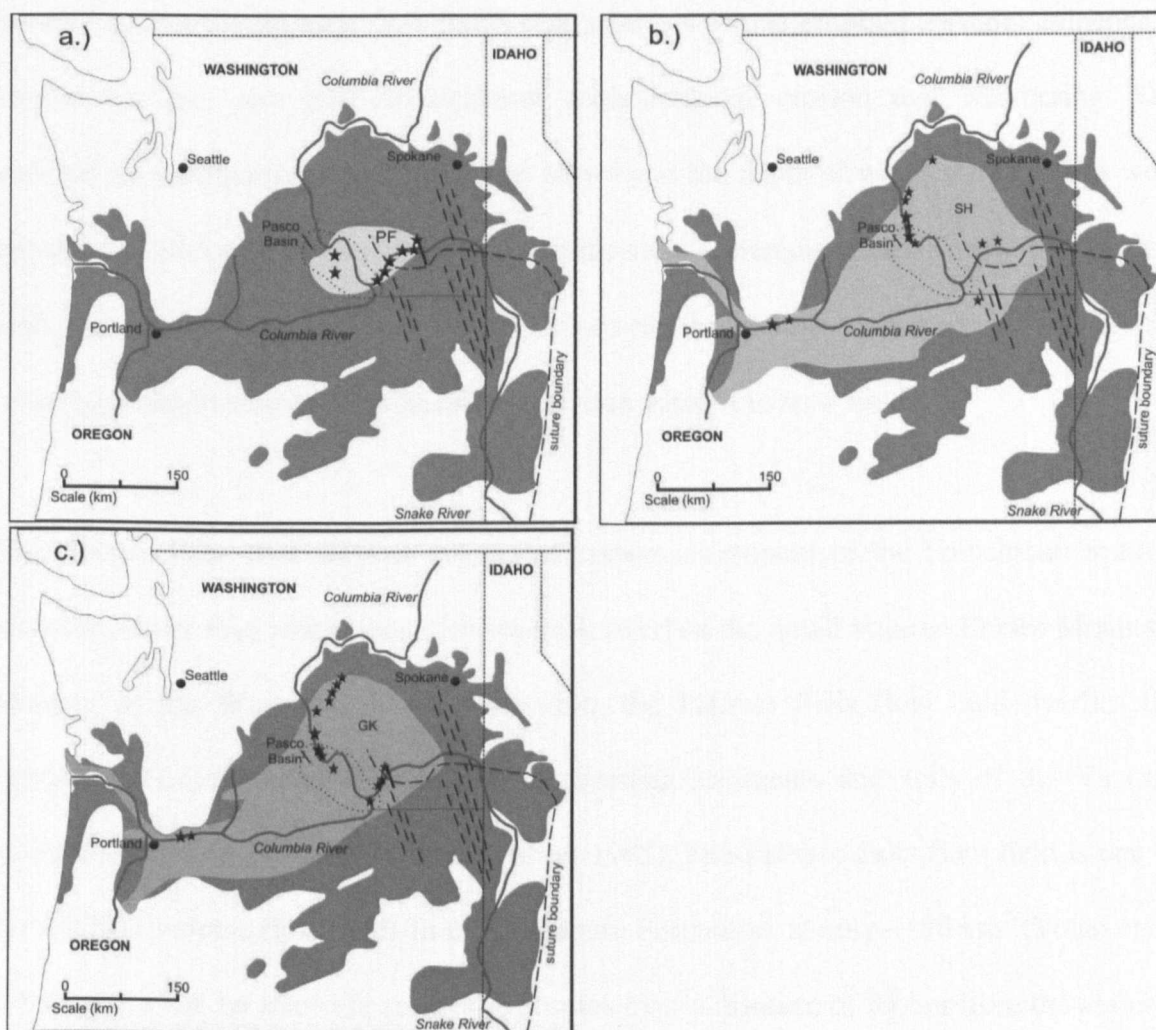 a.)
WASHINGTON
IDAHO
Columbia River
Seattle
Spokane
Pasco
Basin
PF
Portland
Columbia River
OREGON
0 150
Scale (km)
Snake River
suture boundary
b.)
WASHINGTON
IDAHO
Columbia River
Seattle
Spokane
SH
Pasco
Basin
Portland
Columbia River
OREGON
0 150
Scale (km)
Snake River
suture boundary
c.)
WASHINGTON
IDAHO
Columbia River
Seattle
Spokane
GK
Pasco
Basin
Portland
Columbia River
OREGON
0 150
Scale (km)
Snake River
suture boundary